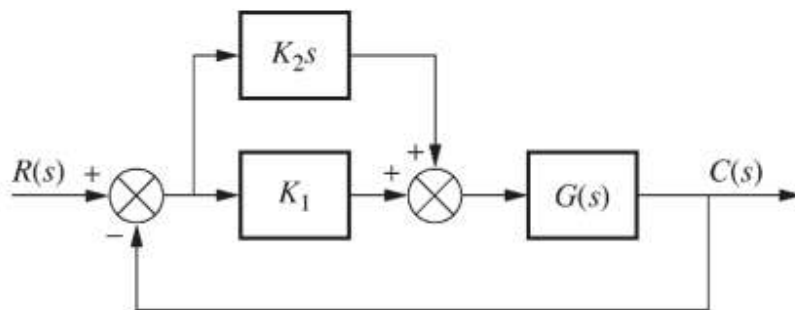 K₂s
+
R(s) + + C(s)
K₁ G(s)
−